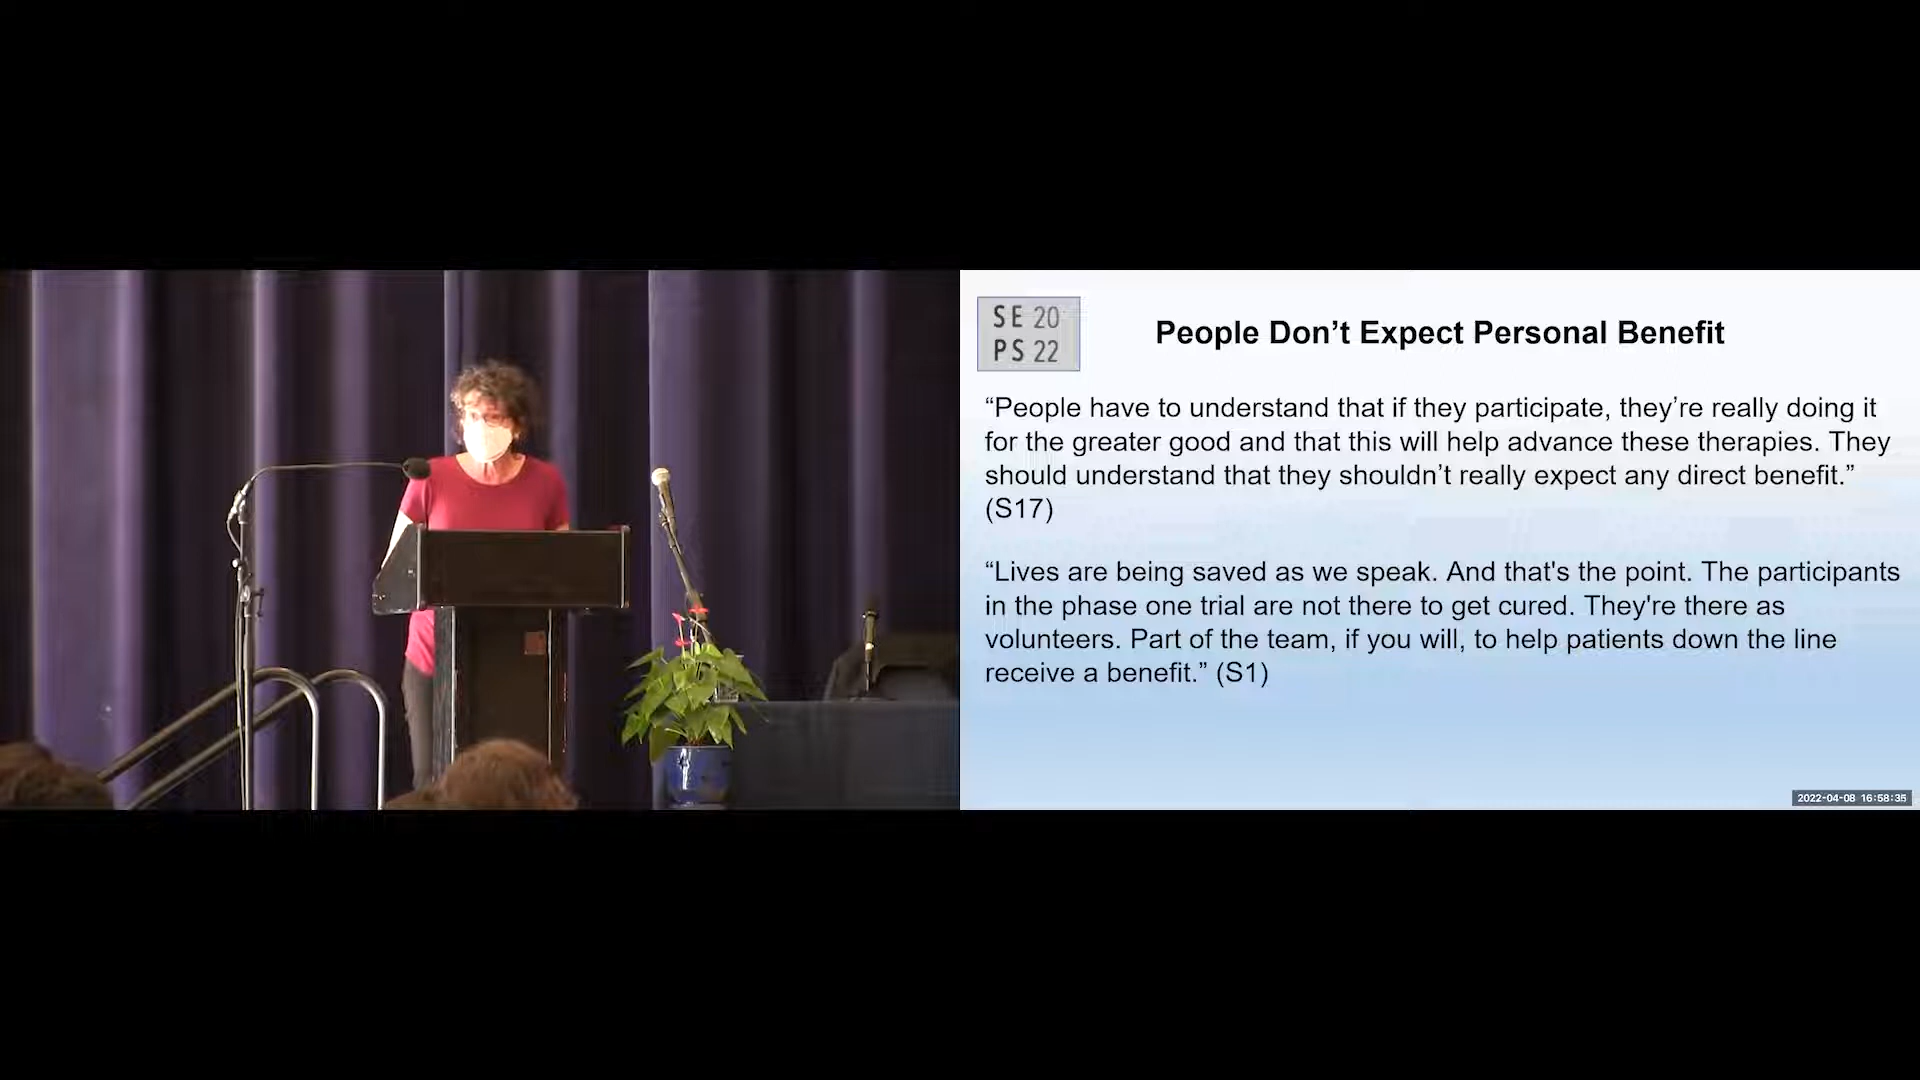 SE 20
PS 22
People Don’t Expect Personal Benefit
“People have to understand that if they participate, they’re really doing it
for the greater good and that this will help advance these therapies. They
should understand that they shouldn’t really expect any direct benefit.”
(S17)
“Lives are being saved as we speak. And that's the point. The participants
in the phase one trial are not there to get cured. They're there as
volunteers. Part of the team, if you will, to help patients down the line
receive a benefit.” (S1)
2022-04-08 16:58:35